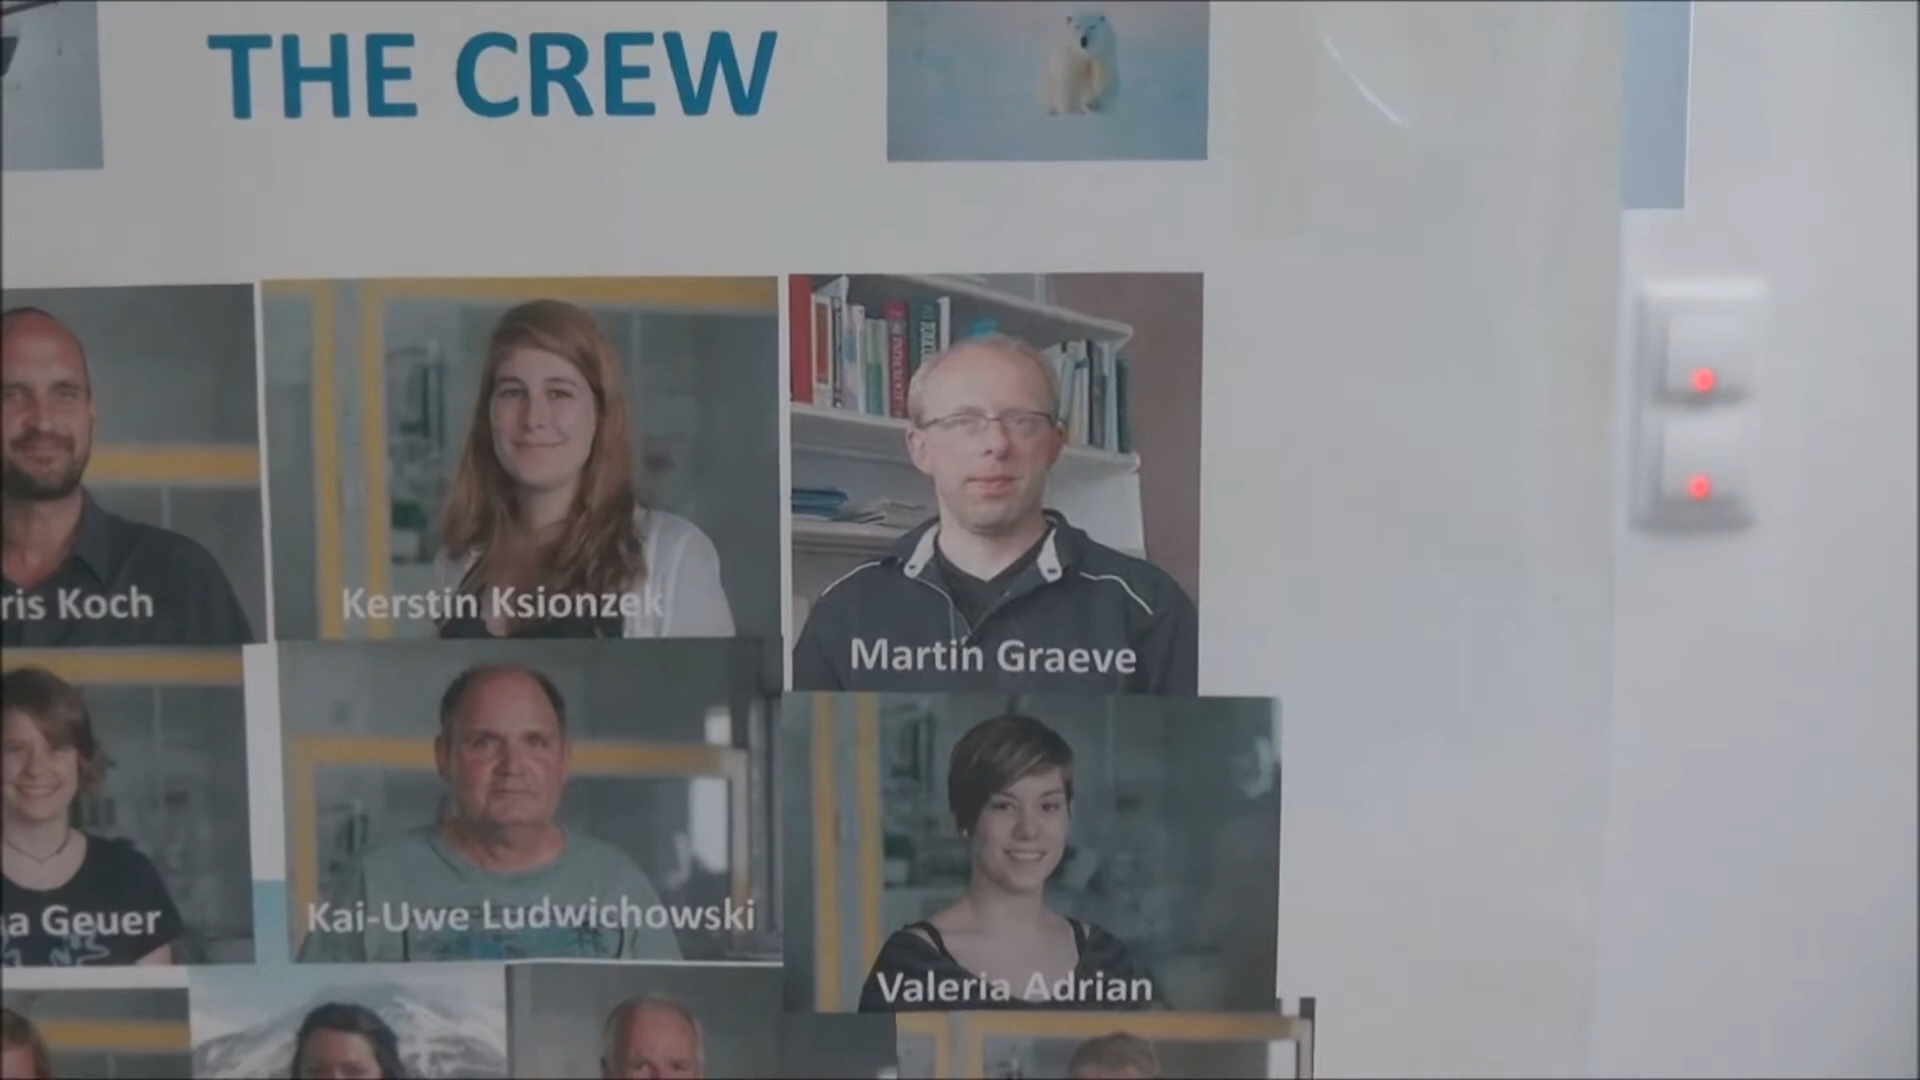 THE CREW
ris Koch
Kerstin Ksionzek
Martin Graeve
a Geuer
Kai-Uwe Ludwichowski
Valeria Adrian